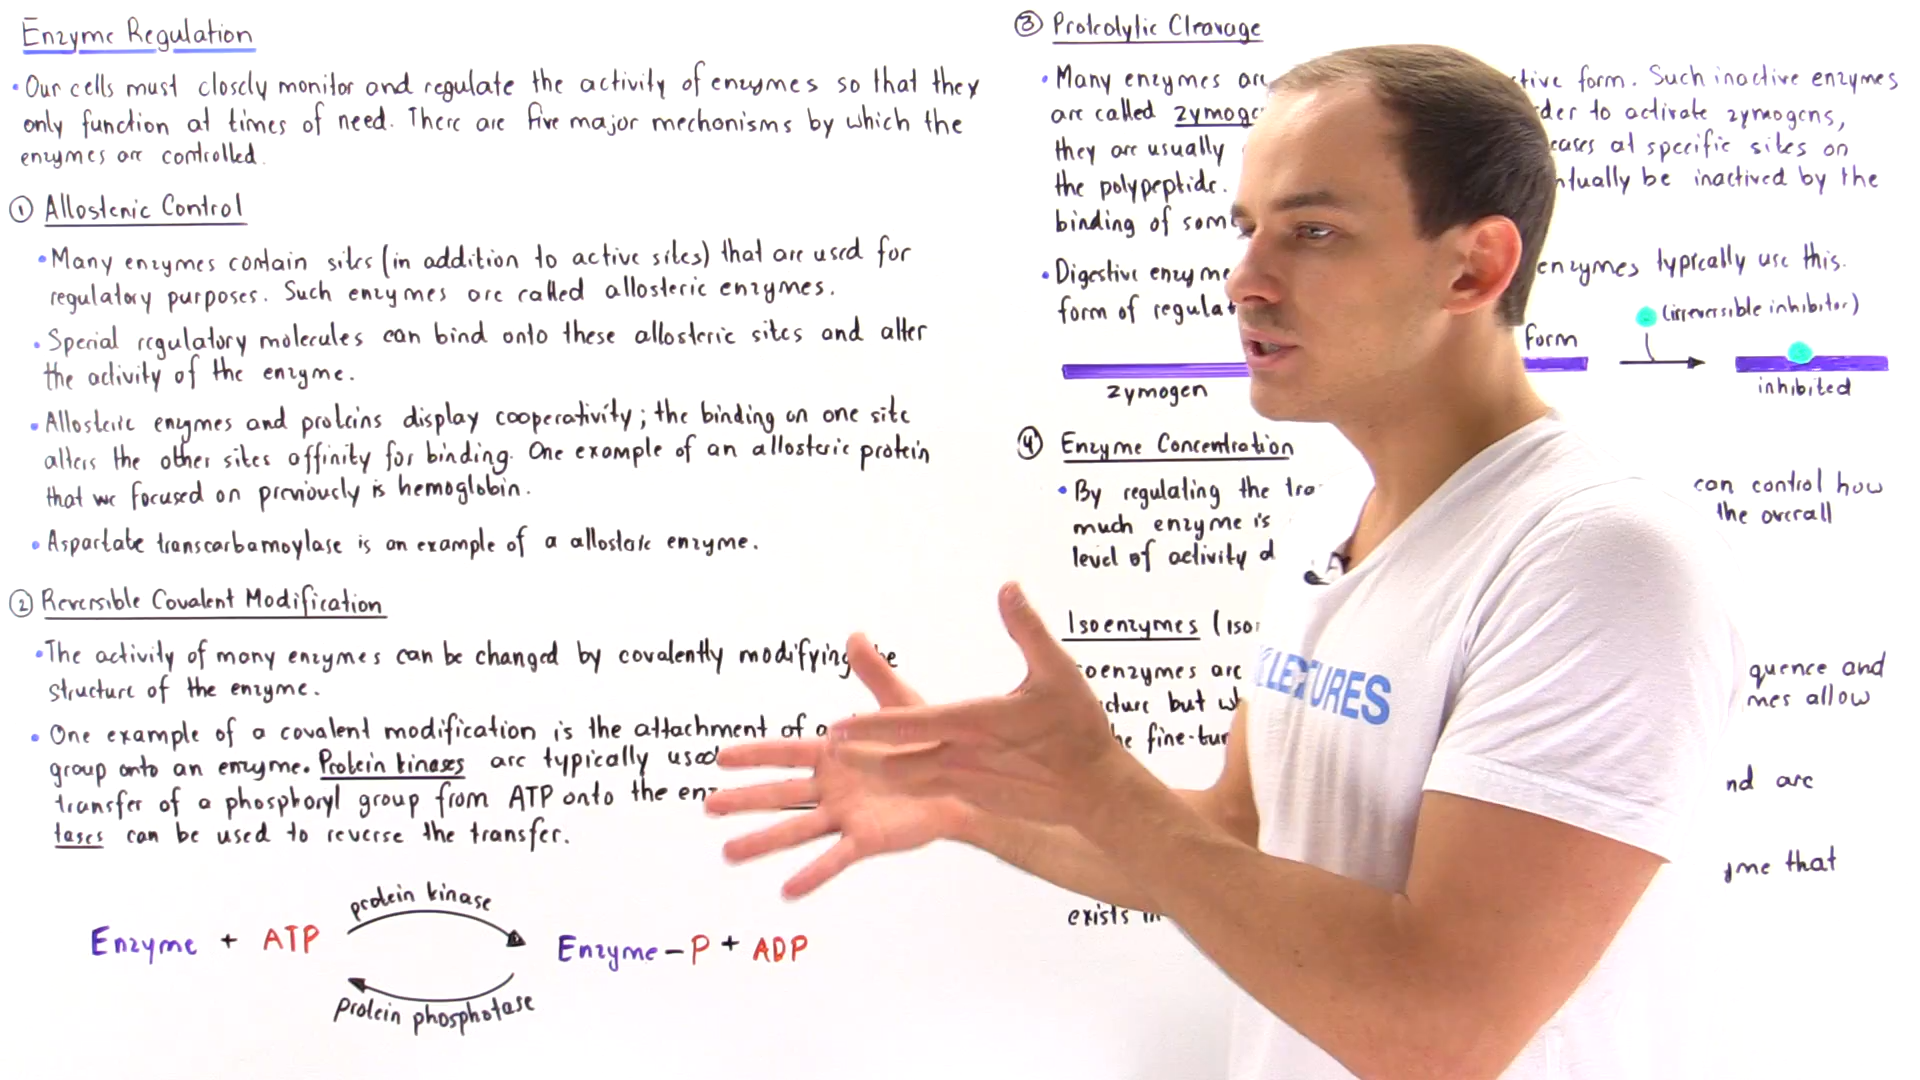 Enzyme Regulation
• Our cells must closely monitor and regulate the activity of enzymes so that they
only function at times of need. There are five major mechanisms by which the
enzymes are controlled.
① Allosteric Control
• Many enzymes contain sites (in addition to active sites) that are used for
regulatory purposes. Such enzymes are called allosteric enzymes.
• Special regulatory molecules can bind onto these allosteric sites and alter
the activity of the enzyme.
• Allosteric enzymes and proteins display cooperativity; the binding on one site
alters the other sites affinity for binding. One example of an allosteric protein
that we focused on previously is hemoglobin.
• Aspartate transcarbamoylase is an example of a allosteric enzyme.
② Reversible Covalent Modification
• The activity of many enzymes can be changed by covalently modifying
structure of the enzyme.
• One example of a covalent modification is the attachment of a
group onto an enzyme. Protein kinases are typically used
transfer of a phosphoryl group from ATP onto the enz
tases can be used to reverse the transfer.
protein kinase
Enzyme + ATP
Enzyme - P + ADP
protein phosphotase
③ Proteolytic Cleavage
• Many enzymes are tive form. Such inactive enzymes
are called zymoge der to activate zymogens,
they are usually at specific sites on
the polypeptide. ntually be inactived by the
binding of som
• Digestive enzyme enzymes typically use this
form of regulat
zymogen
form
(irreversible inhibitor)
inhibited
④ Enzyme Concentration
• By regulating the tra can control how
much enzyme is the overall
level of activity
Isoenzymes (iso
oenzymes are quence and
cture but wh mes allow
he fine-tun
nd are
yme that
exists in
LECTURES